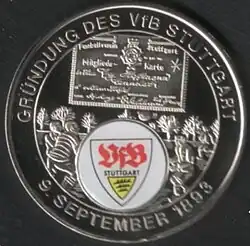 GRÜNDUNG DES VfB STUTTGART
Fussballverein Stuttgart
Mitglieds- Karte
VfB
STUTTGART
9. SEPTEMBER 1893